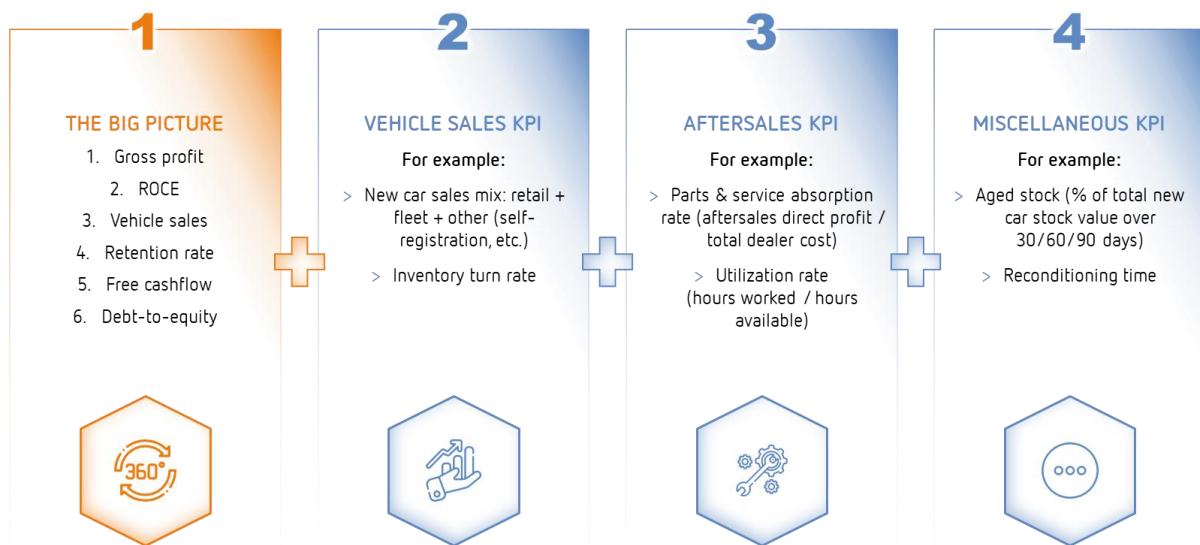 1
THE BIG PICTURE
1. Gross profit
2. ROCE
3. Vehicle sales
4. Retention rate
5. Free cashflow
6. Debt-to-equity
360°
2
VEHICLE SALES KPI
For example:
> New car sales mix: retail +
fleet + other (self-
registration, etc.)
> Inventory turn rate
3
AFTERSALES KPI
For example:
> Parts & service absorption
rate (aftersales direct profit /
total dealer cost)
> Utilization rate
(hours worked / hours
available)
4
MISCELLANEOUS KPI
For example:
> Aged stock (% of total new
car stock value over
30/60/90 days)
> Reconditioning time